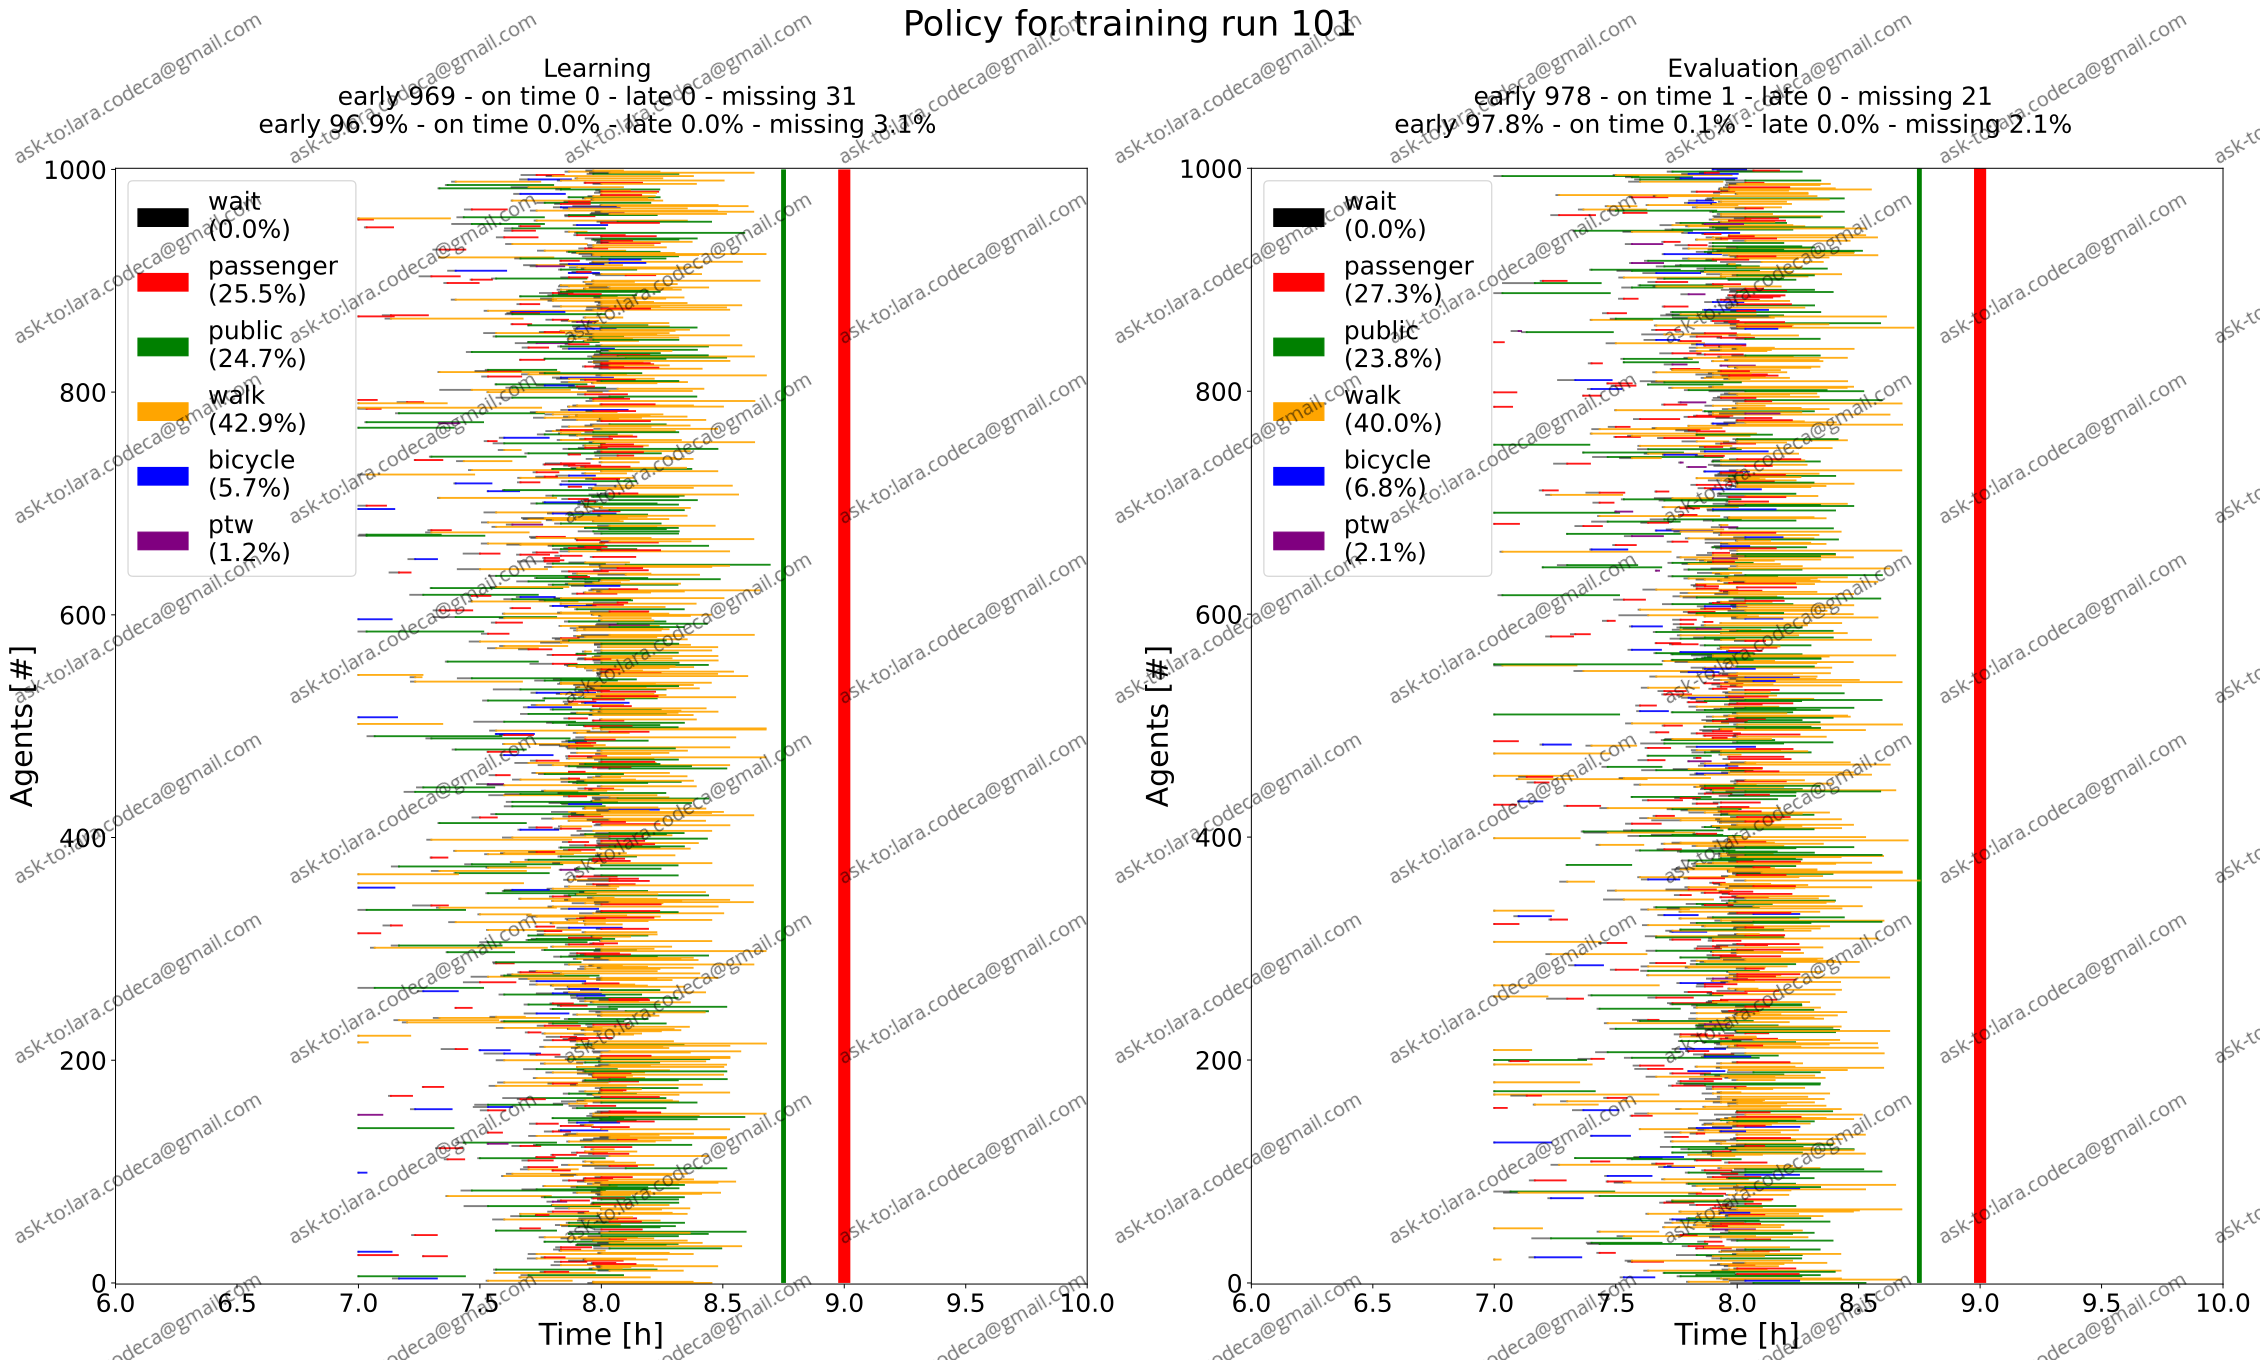 Policy for training run 101
Learning
early 969 - on time 0 - late 0 - missing 31
early 96.9% - on time 0.0% - late 0.0% - missing 3.1%
1000
800
600
400
200
0
Agents [#]
wait
(0.0%)
passenger
(25.5%)
public
(24.7%)
walk
(42.9%)
bicycle
(5.7%)
ptw
(1.2%)
6.0 6.5 7.0 7.5 8.0 8.5 9.0 9.5 10.0
Time [h]
Evaluation
early 978 - on time 1 - late 0 - missing 21
early 97.8% - on time 0.1% - late 0.0% - missing 2.1%
1000
800
600
400
200
0
Agents [#]
wait
(0.0%)
passenger
(27.3%)
public
(23.8%)
walk
(40.0%)
bicycle
(6.8%)
ptw
(2.1%)
6.0 6.5 7.0 7.5 8.0 8.5 9.0 9.5 10.0
Time [h]
ask-to:lara.codeca@gmail.com